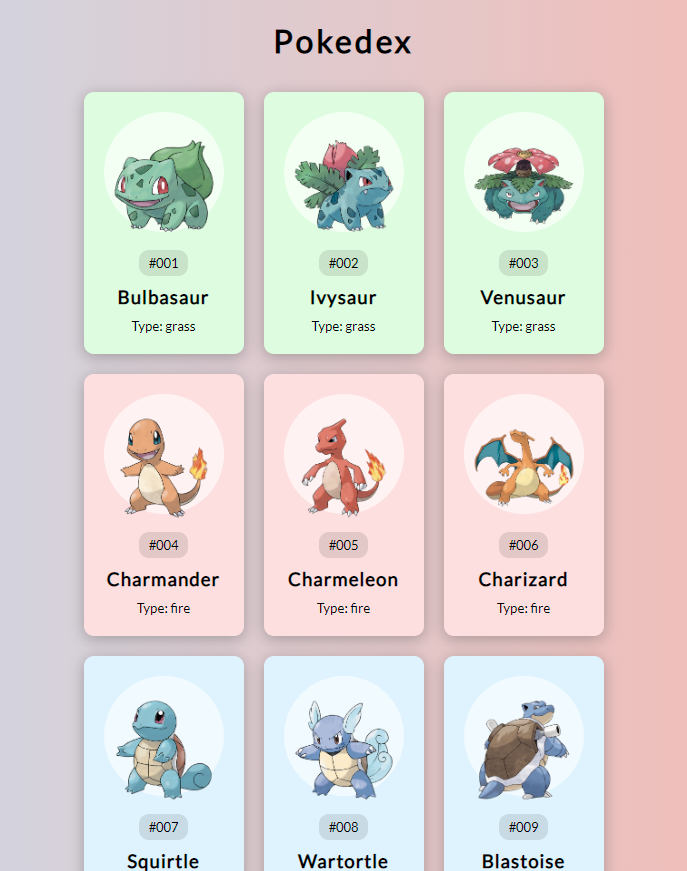 Pokedex
#001
Bulbasaur
Type: grass
#002
Ivysaur
Type: grass
#003
Venusaur
Type: grass
#004
Charmander
Type: fire
#005
Charmeleon
Type: fire
#006
Charizard
Type: fire
#007
Squirtle
#008
Wartortle
#009
Blastoise